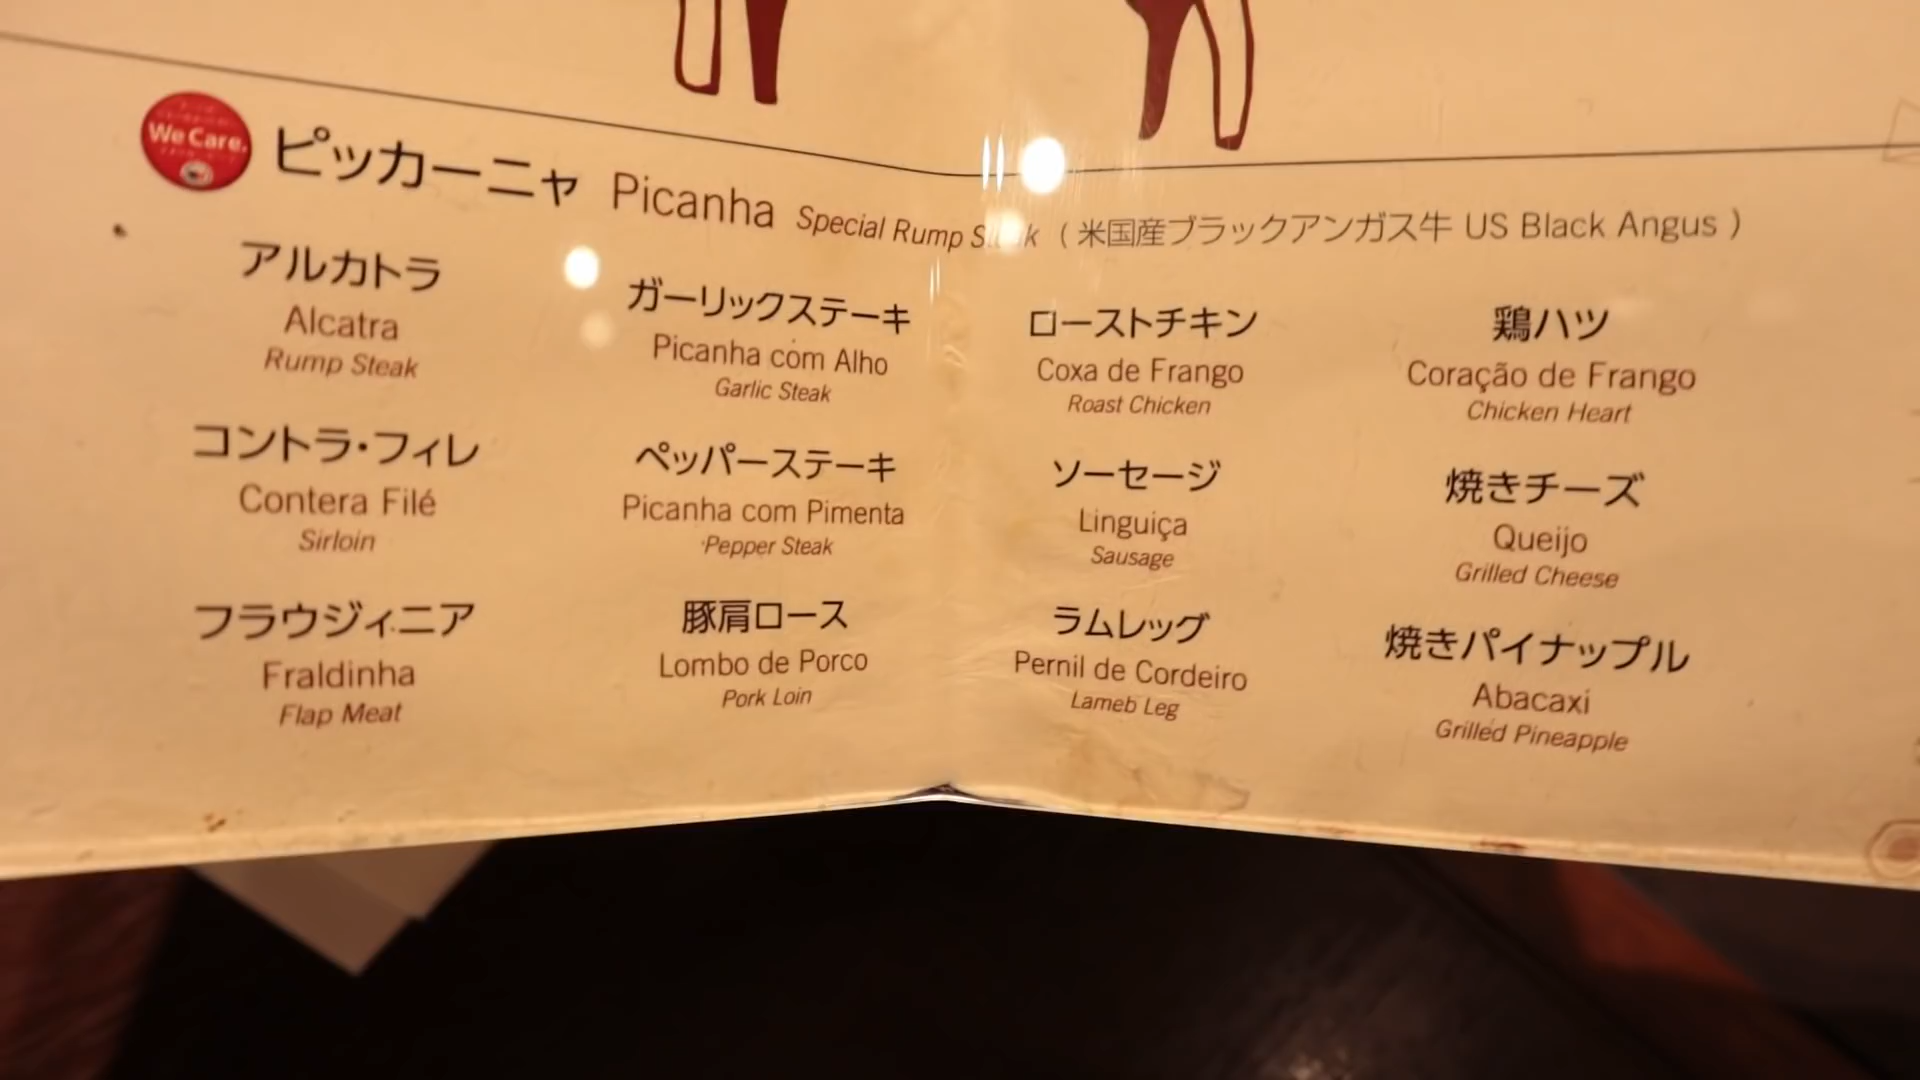 We Care.
ピッカーニャ Picanha Special Rump (米国産ブラックアンガス牛 US Black Angus)
アルカトラ
Alcatra
Rump Steak
コントラ・フィレ
Contera Filé
Sirloin
フラウジィニア
Fraldinha
Flap Meat
ガーリックステーキ
Picanha com Alho
Garlic Steak
ペッパーステーキ
Picanha com Pimenta
Pepper Steak
豚肩ロース
Lombo de Porco
Pork Loin
ローストチキン
Coxa de Frango
Roast Chicken
ソーセージ
Linguiça
Sausage
ラムレッグ
Pernil de Cordeiro
Lameb Leg
鶏ハツ
Coração de Frango
Chicken Heart
焼きチーズ
Queijo
Grilled Cheese
焼きパイナップル
Abacaxi
Grilled Pineapple